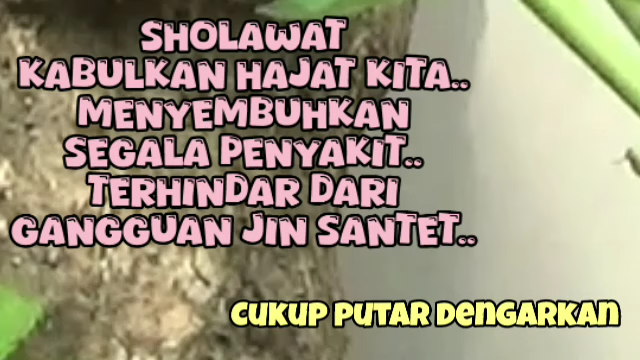 SHOLAWAT
KABULKAN HAJAT KITA..
MENYEMBUHKAN
SEGALA PENYAKIT..
TERHINDAR DARI
GANGGUAN JIN SANTET..
CUKUP PUTAR DENGARKAN